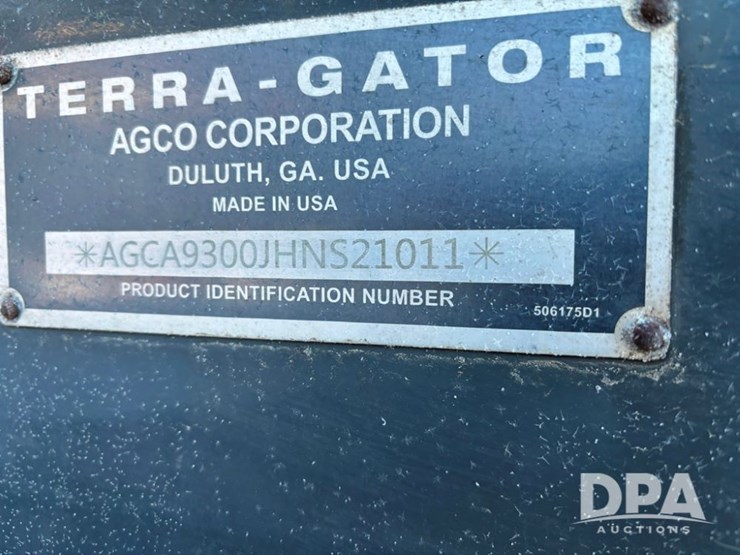 TERRA-GATOR
AGCO CORPORATION
DULUTH, GA. USA
MADE IN USA
*AGCA9300JHNS21011*
PRODUCT IDENTIFICATION NUMBER
506175D1
DPA
AUCTIONS